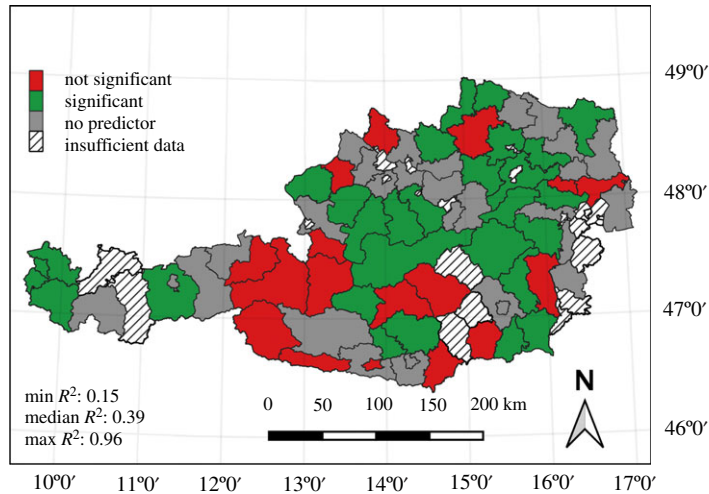 not significant
significant
no predictor
insufficient data
49°0′
48°0′
47°0′
46°0′
min R²: 0.15
median R²: 0.39
max R²: 0.96
0 50 100 150 200 km
N
10°0′ 11°0′ 12°0′ 13°0′ 14°0′ 15°0′ 16°0′ 17°0′